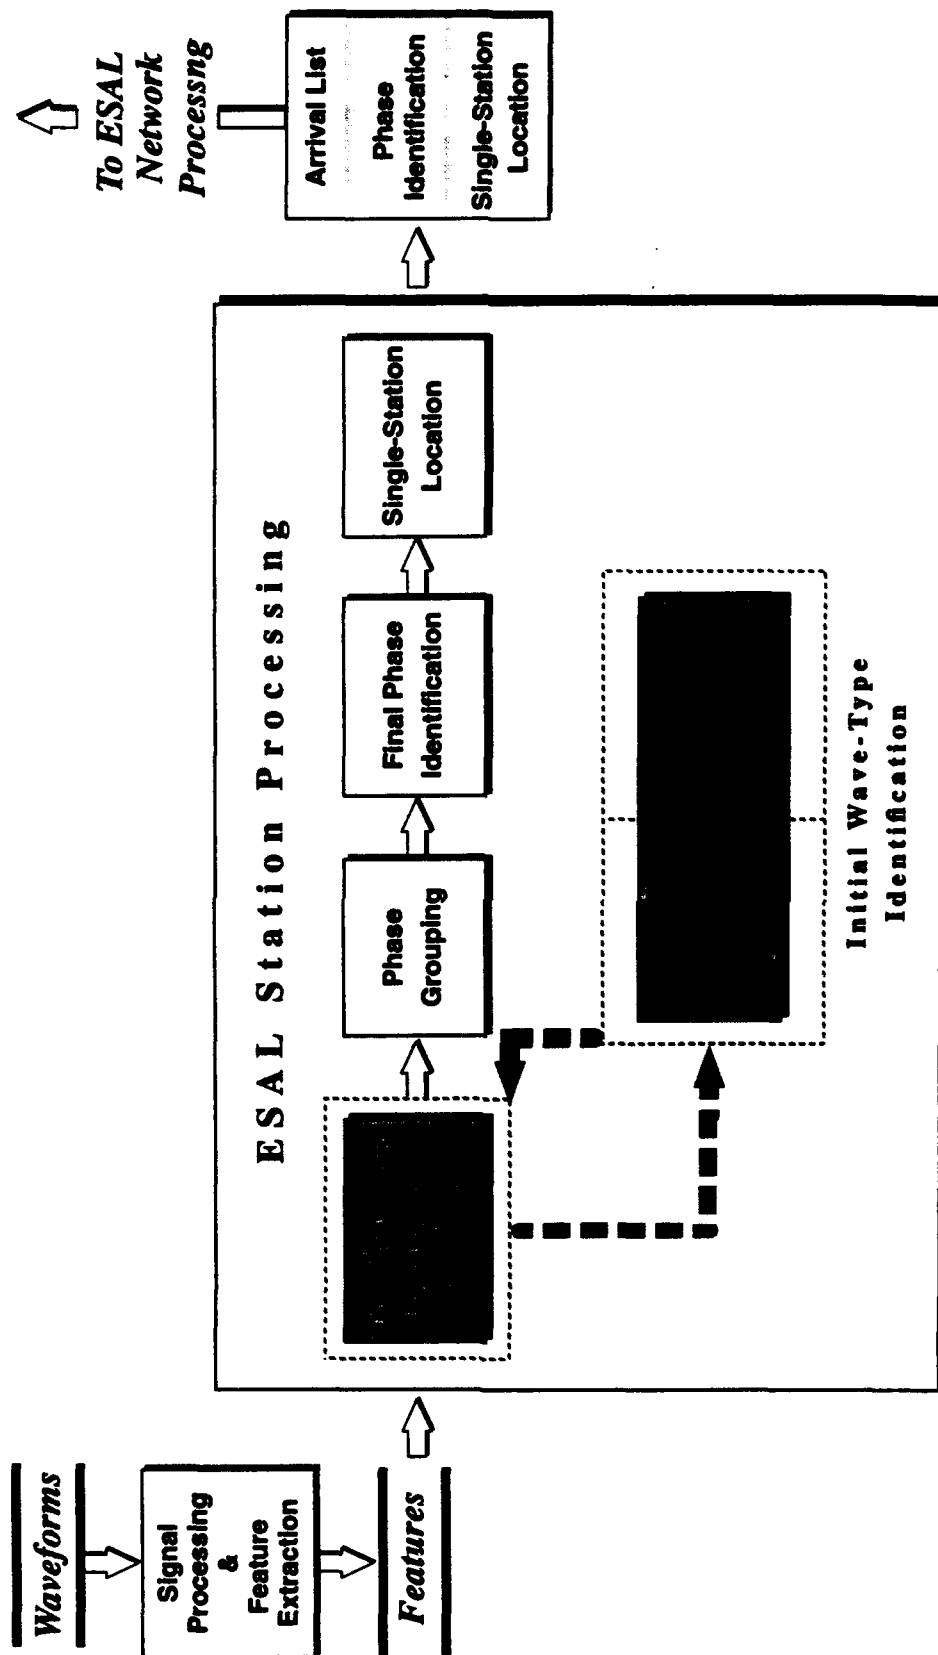 Waveforms
Signal
Processing
&
Feature
Extraction
Features
ESAL Station Processing
Phase
Grouping
Final Phase
Identification
Single-Station
Location
Initial Wave-Type
Identification
Arrival List
Phase
Identification
Single-Station
Location
To ESAL
Network
Processng